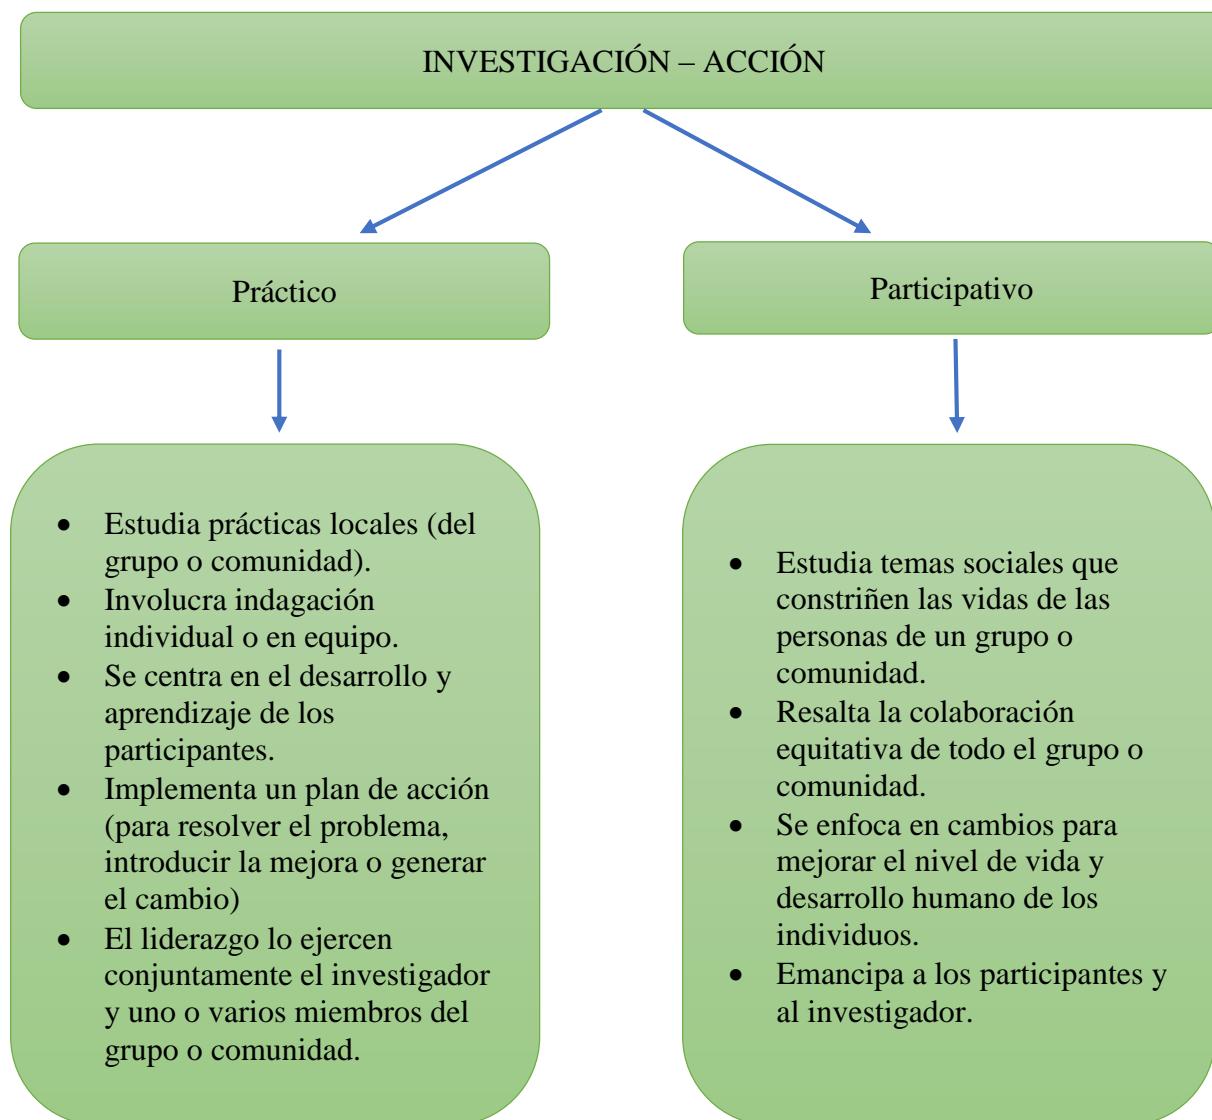 INVESTIGACIÓN – ACCIÓN
Práctico
Participativo
• Estudia prácticas locales (del
grupo o comunidad).
• Involucra indagación
individual o en equipo.
• Se centra en el desarrollo y
aprendizaje de los
participantes.
• Implementa un plan de acción
(para resolver el problema,
introducir la mejora o generar
el cambio)
• El liderazgo lo ejercen
conjuntamente el investigador
y uno o varios miembros del
grupo o comunidad.
• Estudia temas sociales que
constriñen las vidas de las
personas de un grupo o
comunidad.
• Resalta la colaboración
equitativa de todo el grupo o
comunidad.
• Se enfoca en cambios para
mejorar el nivel de vida y
desarrollo humano de los
individuos.
• Emancipa a los participantes y
al investigador.